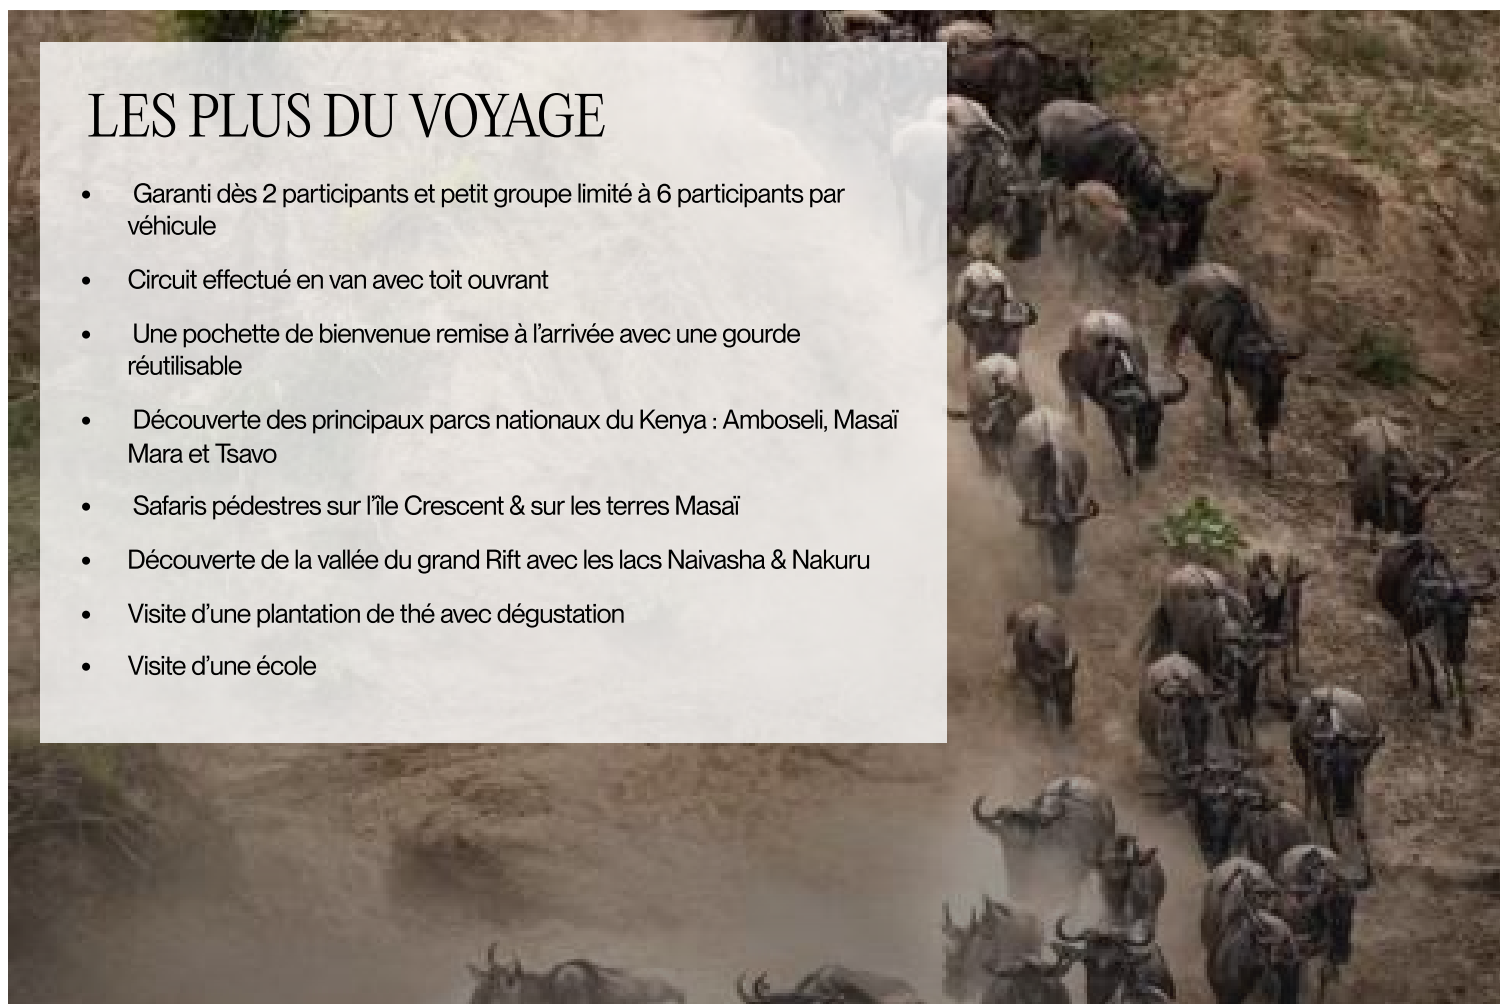 LES PLUS DU VOYAGE
• Garanti dès 2 participants et petit groupe limité à 6 participants par
véhicule
• Circuit effectué en van avec toit ouvrant
• Une pochette de bienvenue remise à l’arrivée avec une gourde
réutilisable
• Découverte des principaux parcs nationaux du Kenya : Amboseli, Masaï
Mara et Tsavo
• Safaris pédestres sur l’île Crescent & sur les terres Masaï
• Découverte de la vallée du grand Rift avec les lacs Naivasha & Nakuru
• Visite d’une plantation de thé avec dégustation
• Visite d’une école